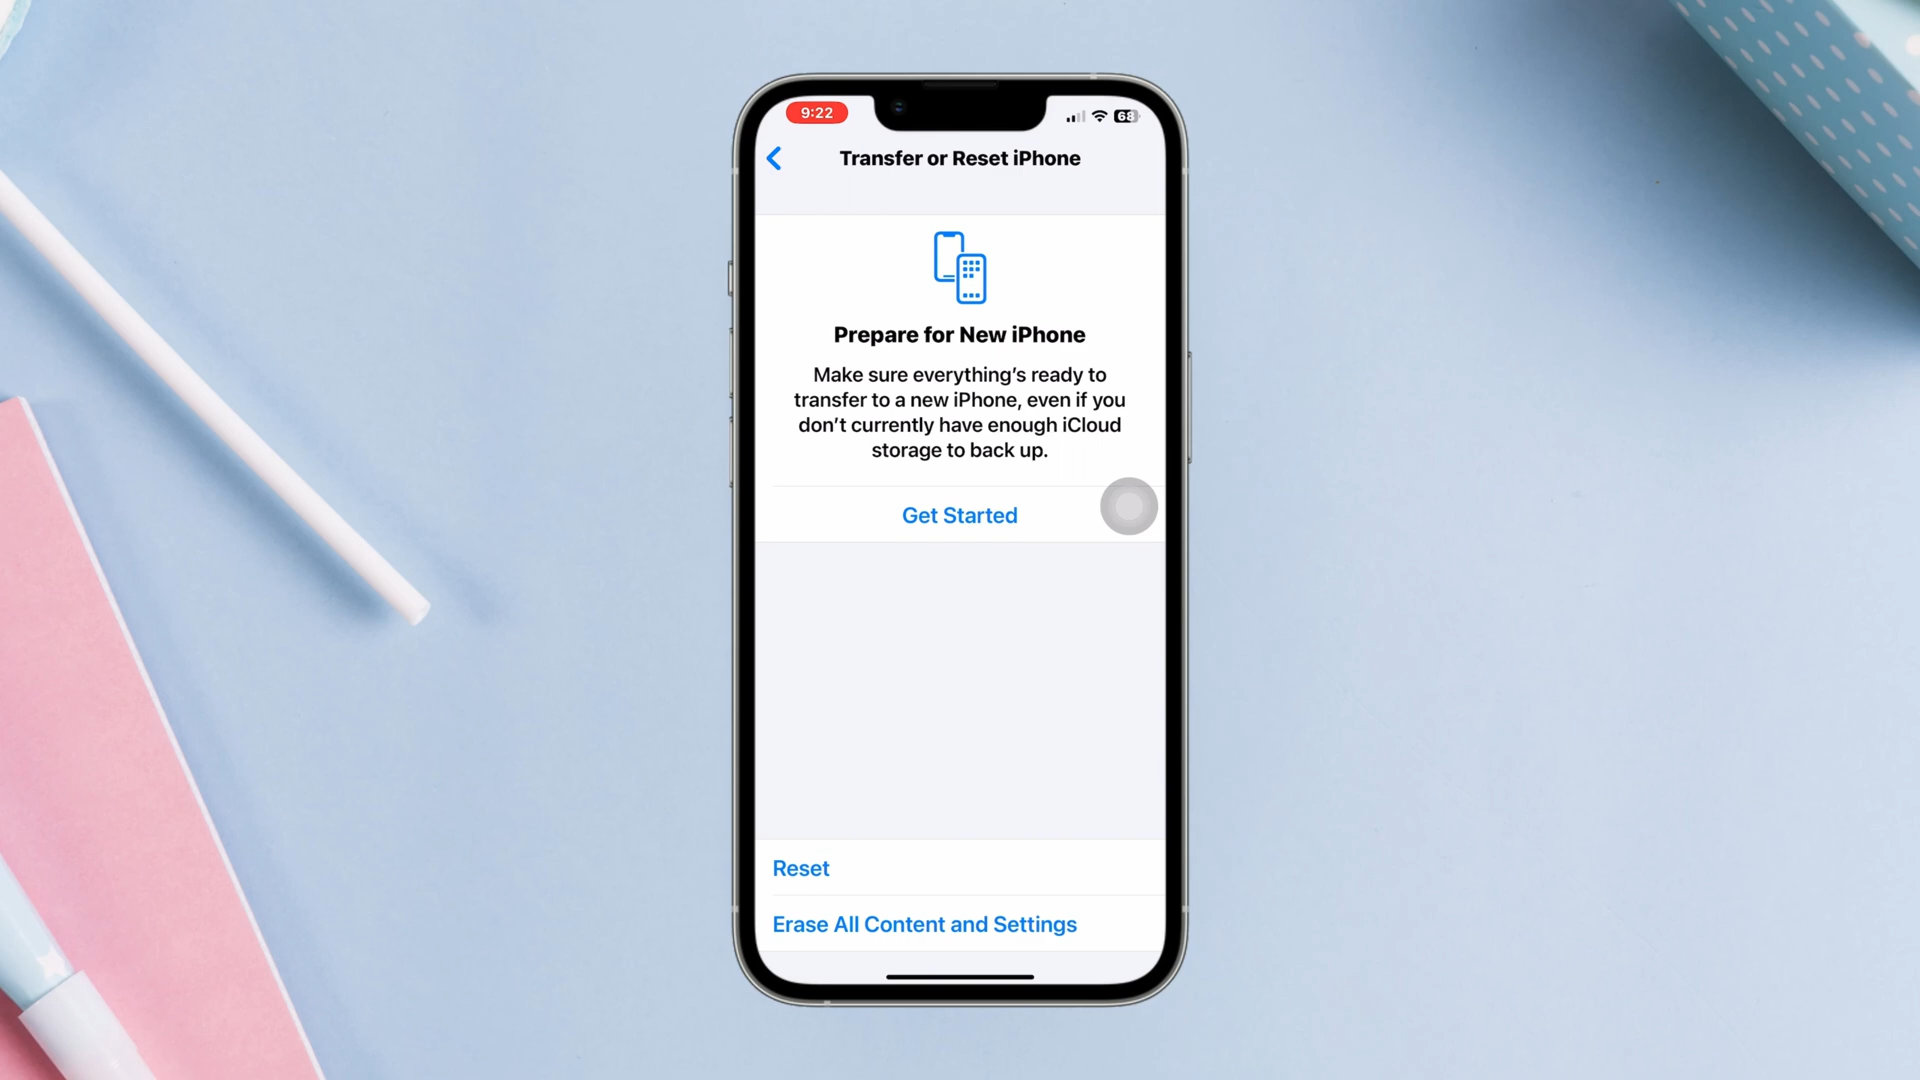 9:22
68
Transfer or Reset iPhone
Prepare for New iPhone
Make sure everything's ready to
transfer to a new iPhone, even if you
don't currently have enough iCloud
storage to back up.
Get Started
Reset
Erase All Content and Settings